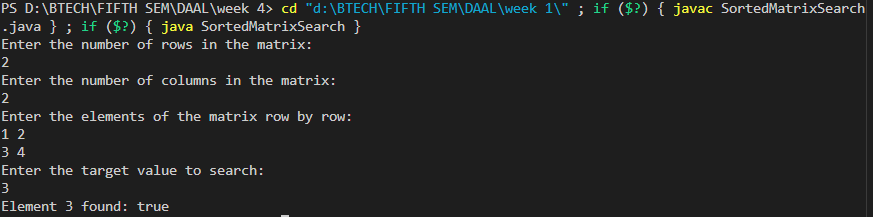 PS D:\BTECH\FIFTH SEM\DAAL\week 4> cd "d:\BTECH\FIFTH SEM\DAAL\week 1\" ; if ($?) { javac SortedMatrixSearch
.java } ; if ($?) { java SortedMatrixSearch }
Enter the number of rows in the matrix:
2
Enter the number of columns in the matrix:
2
Enter the elements of the matrix row by row:
1 2
3 4
Enter the target value to search:
3
Element 3 found: true